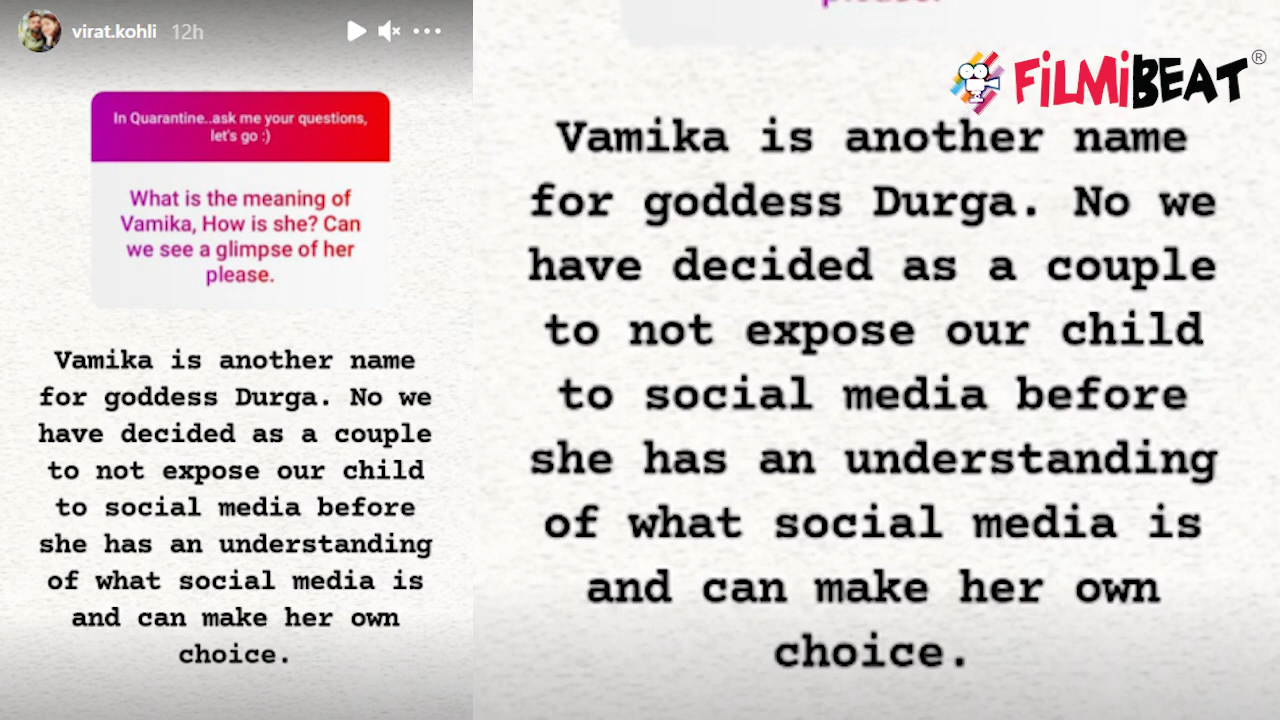 virat.kohli 12h
In Quarantine..ask me your questions,
let's go :)
What is the meaning of
Vamika, How is she? Can
we see a glimpse of her
please.
Vamika is another name
for goddess Durga. No we
have decided as a couple
to not expose our child
to social media before
she has an understanding
of what social media is
and can make her own
choice.
please.
FiLMiBEAT®
Vamika is another name
for goddess Durga. No we
have decided as a couple
to not expose our child
to social media before
she has an understanding
of what social media is
and can make her own
choice.